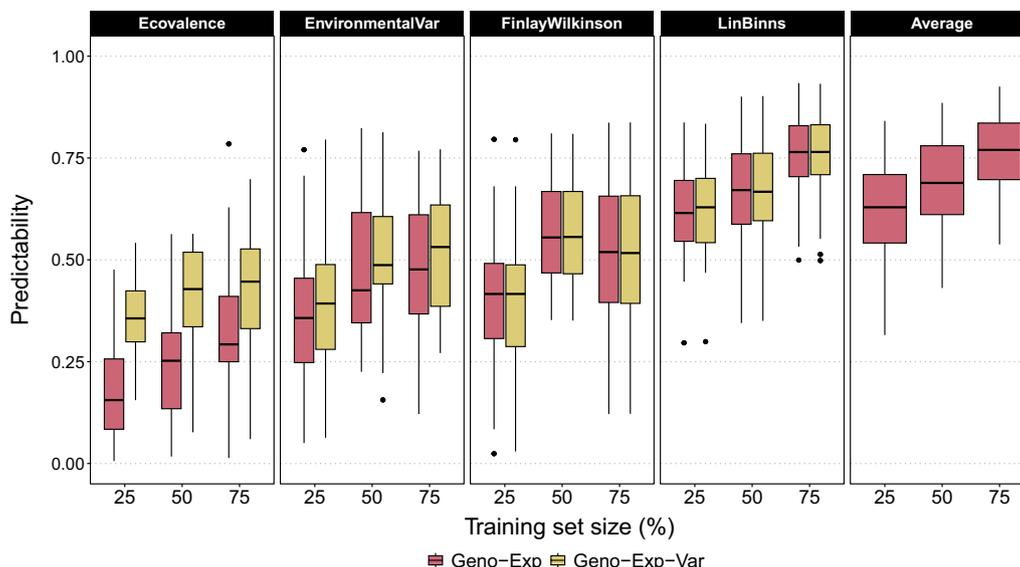 Ecovalence EnvironmentalVar FinlayWilkinson LinBinns Average
1.00
0.75
0.50
0.25
0.00
Predictability
25 50 75 25 50 75 25 50 75 25 50 75 25 50 75
Training set size (%)
Geno−Exp Geno−Exp−Var